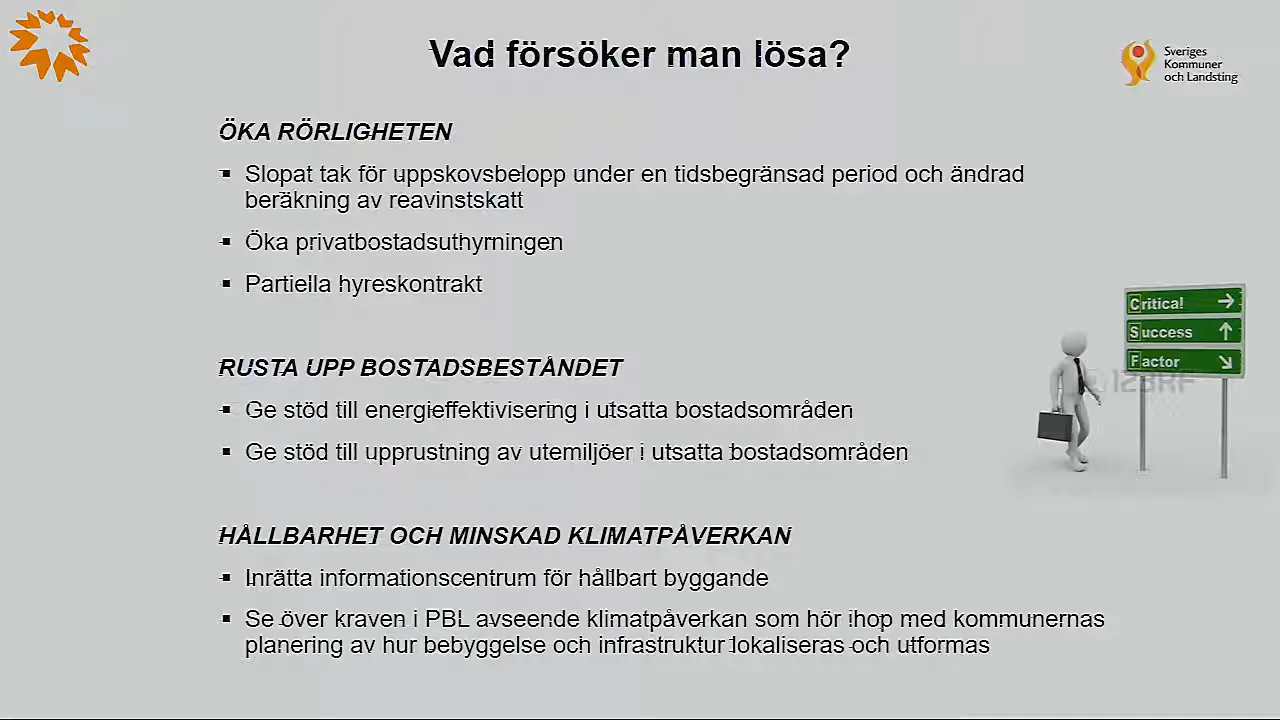 Vad försöker man lösa?
Sveriges
Kommuner
och Landsting
ÖKA RÖRLIGHETEN
▪ Slopat tak för uppskovsbelopp under en tidsbegränsad period och ändrad
beräkning av reavinstskatt
▪ Öka privatbostadsuthyrningen
▪ Partiella hyreskontrakt
Critical
Success
Factor
123RF
RUSTA UPP BOSTADSBESTÅNDET
▪ Ge stöd till energieffektivisering i utsatta bostadsområden
▪ Ge stöd till upprustning av utemiljöer i utsatta bostadsområden
HÅLLBARHET OCH MINSKAD KLIMATPÅVERKAN
▪ Inrätta informationscentrum för hållbart byggande
▪ Se över kraven i PBL avseende klimatpåverkan som hör ihop med kommunernas
planering av hur bebyggelse och infrastruktur lokaliseras och utformas